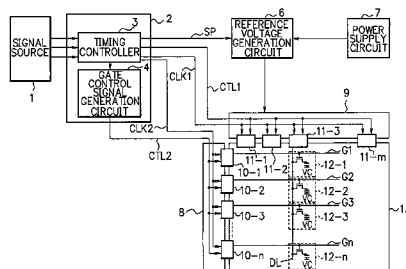 3
2
6
7
SIGNAL
SOURCE
TIMING
CONTROLLER
SP
REFERENCE
VOLTAGE
GENERATION
CIRCUIT
POWER
SUPPLY
CIRCUIT
1
4
GATE
CONTROL
SIGNAL
GENERATION
CIRCUIT
CLK1
CTL1
9
CLK2
CTL2
11-1
11-2
11-3
11-m
G1
10-1
VC
12-1
G2
8
10-2
VC
12-2
G3
10-3
VC
12-3
Gn
10-n
DL
VC
12-n